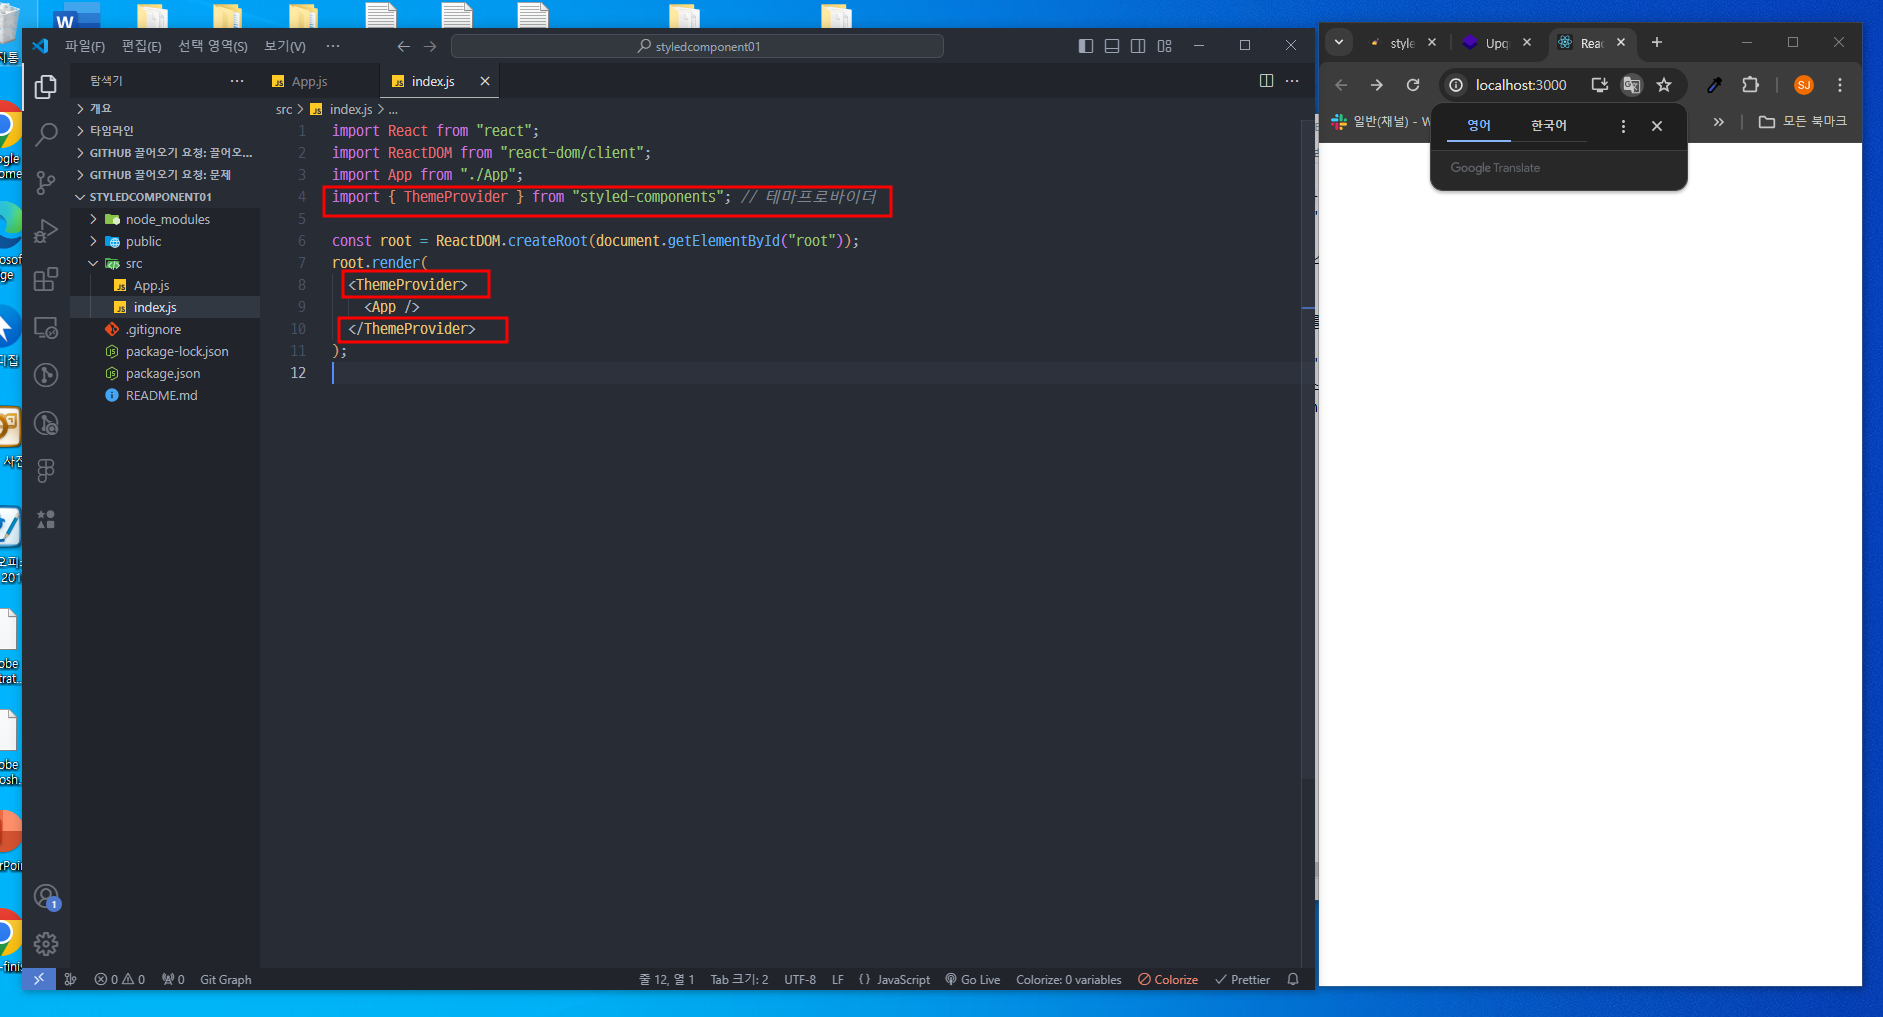 파일(F) 편집(E) 선택 영역(S) 보기(V) ··· styledcomponent01
탐색기 ···
App.js
index.js
개요
타임라인
GITHUB 끌어오기 요청: 끌어오...
GITHUB 끌어오기 요청: 문제
STYLEDCOMPONENT01
node_modules
public
src
App.js
index.js
.gitignore
package-lock.json
package.json
README.md
src > index.js > ...
1 import React from "react";
2 import ReactDOM from "react-dom/client";
3 import App from "./App";
4 import { ThemeProvider } from "styled-components"; // 테마프로바이더
5
6 const root = ReactDOM.createRoot(document.getElementById("root"));
7 root.render(
8 <ThemeProvider>
9 <App />
10 </ThemeProvider>
11 );
12
1
0 0 0 Git Graph 줄 12, 열 1 Tab 크기: 2 UTF-8 LF {} JavaScript Go Live Colorize: 0 variables Colorize Prettier
style
Upq
Reac
localhost:3000
SJ
일반(채널) - W
모든 북마크
영어 한국어
Google Translate